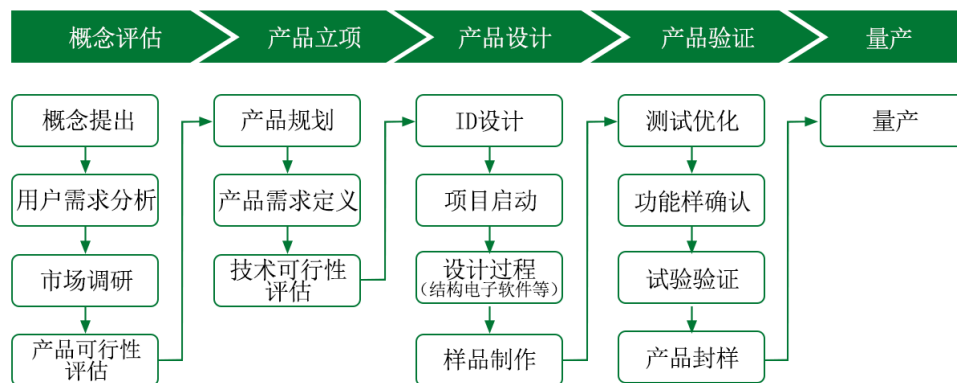 概念评估
产品立项
产品设计
产品验证
量产
概念提出
用户需求分析
市场调研
产品可行性
评估
产品规划
产品需求定义
技术可行性
评估
ID设计
项目启动
设计过程
（结构电子软件等）
样品制作
测试优化
功能样确认
试验验证
产品封样
量产